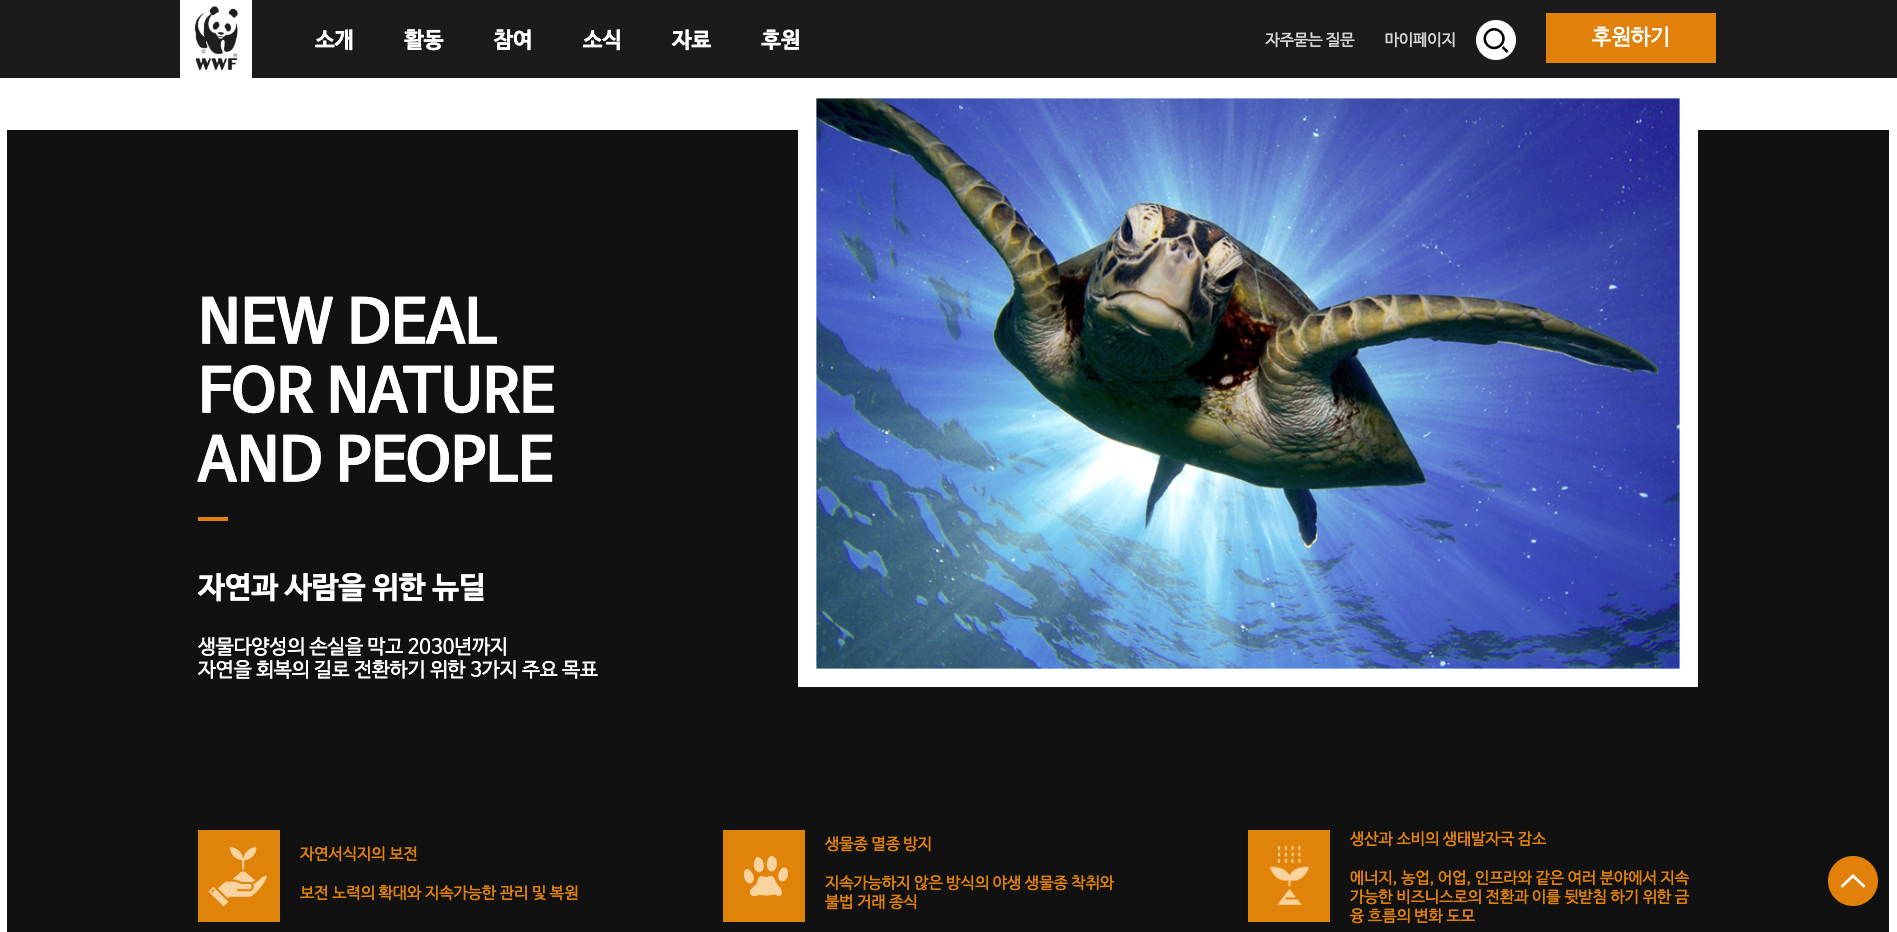 WWF
소개 활동 참여 소식 자료 후원
자주묻는 질문 마이페이지 후원하기
NEW DEAL
FOR NATURE
AND PEOPLE
자연과 사람을 위한 뉴딜
생물다양성의 손실을 막고 2030년까지
자연을 회복의 길로 전환하기 위한 3가지 주요 목표
자연서식지의 보전
보전 노력의 확대와 지속가능한 관리 및 복원
생물종 멸종 방지
지속가능하지 않은 방식의 야생 생물종 착취와
불법 거래 종식
생산과 소비의 생태발자국 감소
에너지, 농업, 어업, 인프라와 같은 여러 분야에서 지속
가능한 비즈니스로의 전환과 이를 뒷받침 하기 위한 금
융 흐름의 변화 도모